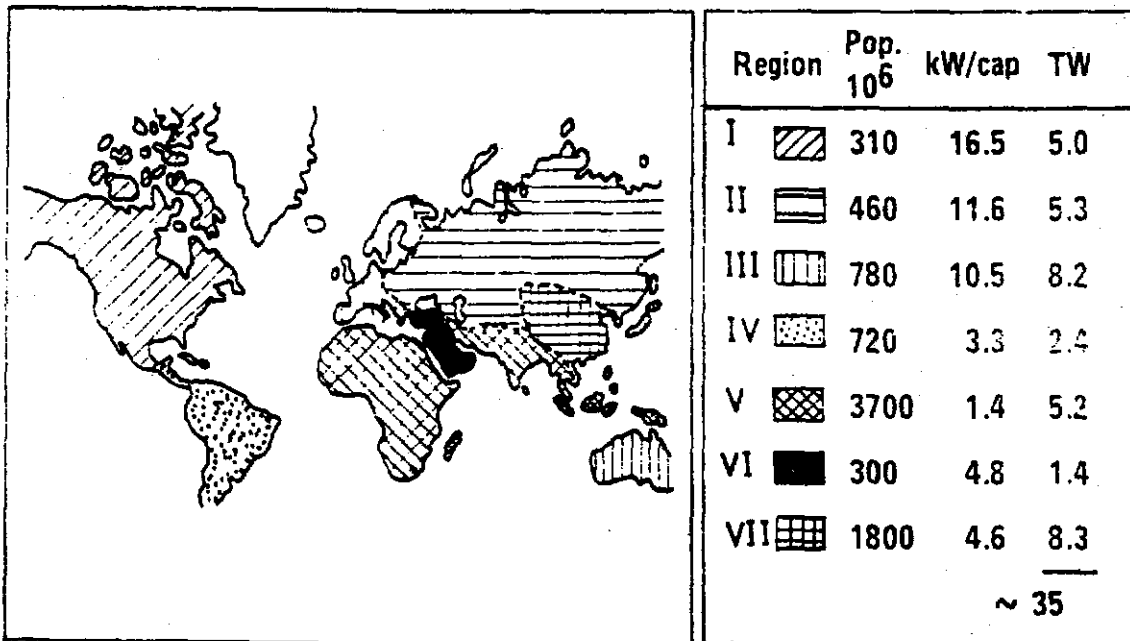 Region Pop. 10⁶ kW/cap TW
I 310 16.5 5.0
II 460 11.6 5.3
III 780 10.5 8.2
IV 720 3.3 2.4
V 3700 1.4 5.2
VI 300 4.8 1.4
VII 1800 4.6 8.3
~ 35